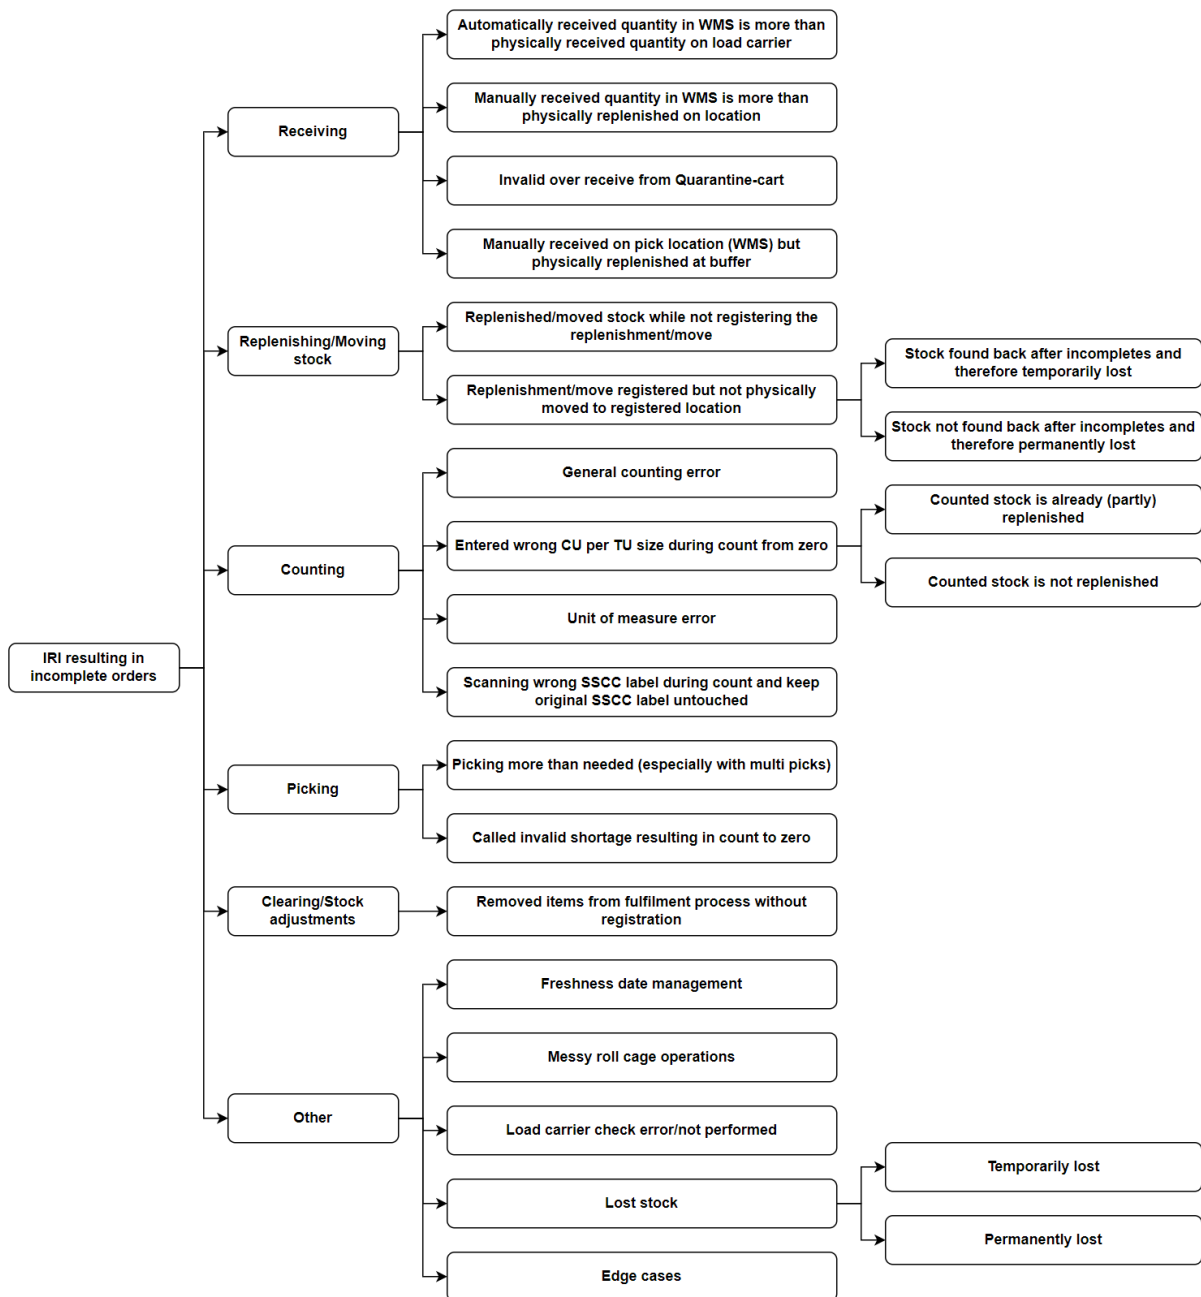 Automatically received quantity in WMS is more than
physically received quantity on load carrier
Manually received quantity in WMS is more than
physically replenished on location
Receiving
Invalid over receive from Quarantine-cart
Manually received on pick location (WMS) but
physically replenished at buffer
Replenished/moved stock while not registering the
replenishment/move
Replenishing/Moving
stock
Stock found back after incompletes and
therefore temporarily lost
Replenishment/move registered but not physically
moved to registered location
Stock not found back after incompletes and
therefore permanently lost
General counting error
Counted stock is already (partly)
replenished
Entered wrong CU per TU size during count from zero
Counting
Counted stock is not replenished
Unit of measure error
IRI resulting in
incomplete orders
Scanning wrong SSCC label during count and keep
original SSCC label untouched
Picking more than needed (especially with multi picks)
Picking
Called invalid shortage resulting in count to zero
Clearing/Stock
adjustments
Removed items from fulfilment process without
registration
Freshness date management
Messy roll cage operations
Other
Load carrier check error/not performed
Temporarily lost
Lost stock
Permanently lost
Edge cases